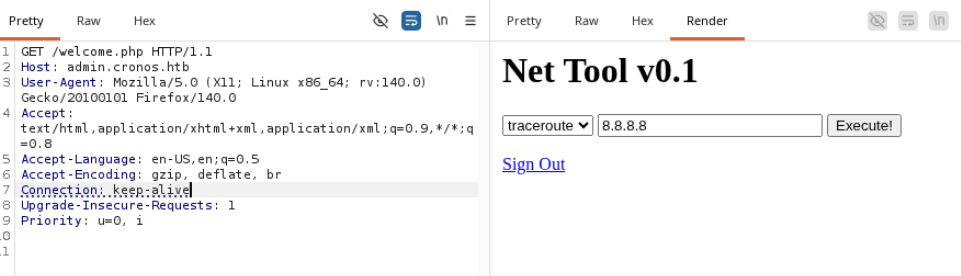 Pretty Raw Hex \n
1 GET /welcome.php HTTP/1.1
2 Host: admin.cronos.htb
3 User-Agent: Mozilla/5.0 (X11; Linux x86_64; rv:140.0)
Gecko/20100101 Firefox/140.0
4 Accept:
text/html,application/xhtml+xml,application/xml;q=0.9,*/*;q
=0.8
5 Accept-Language: en-US,en;q=0.5
6 Accept-Encoding: gzip, deflate, br
7 Connection: keep-alive
8 Upgrade-Insecure-Requests: 1
9 Priority: u=0, i
10
11
Pretty Raw Hex Render \n
Net Tool v0.1
traceroute 8.8.8.8 Execute!
Sign Out